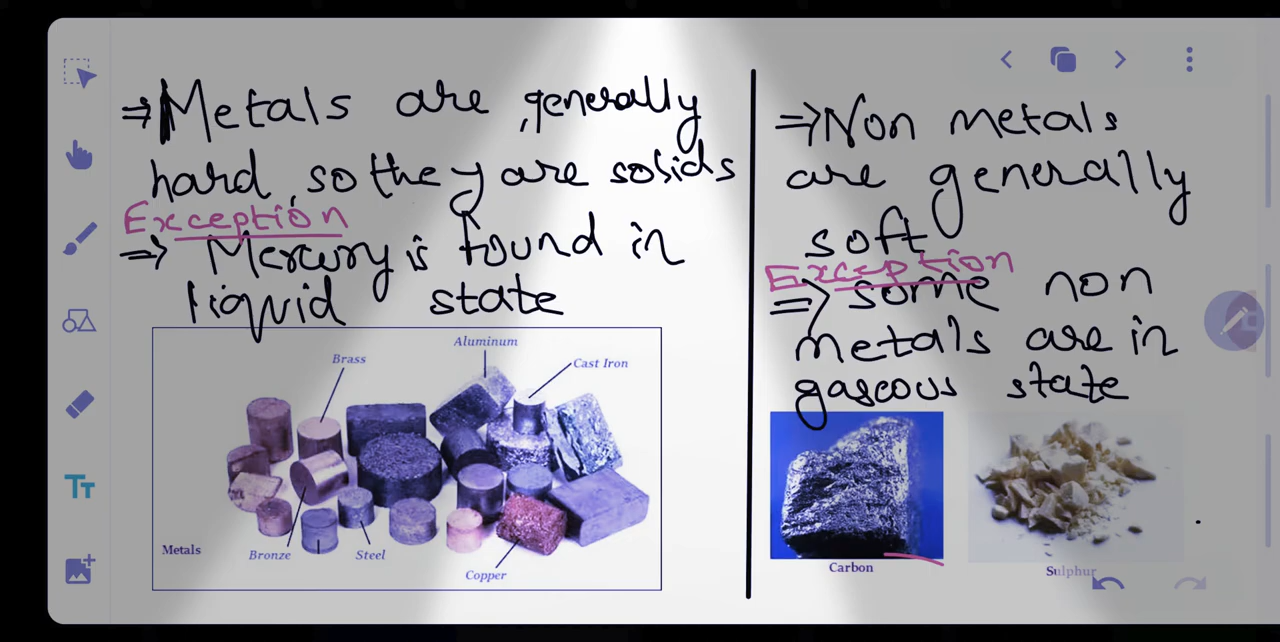 ⇒ Metals are generally
hard, so they are solids
Exception
⇒ Mercury is found in
liquid state
Brass
Aluminum
Cast Iron
Metals
Bronze
Steel
Copper
⇒ Non metals
are generally
soft
Exception
⇒ some non
metals are in
gaseous state
Carbon
Sulphur
TT